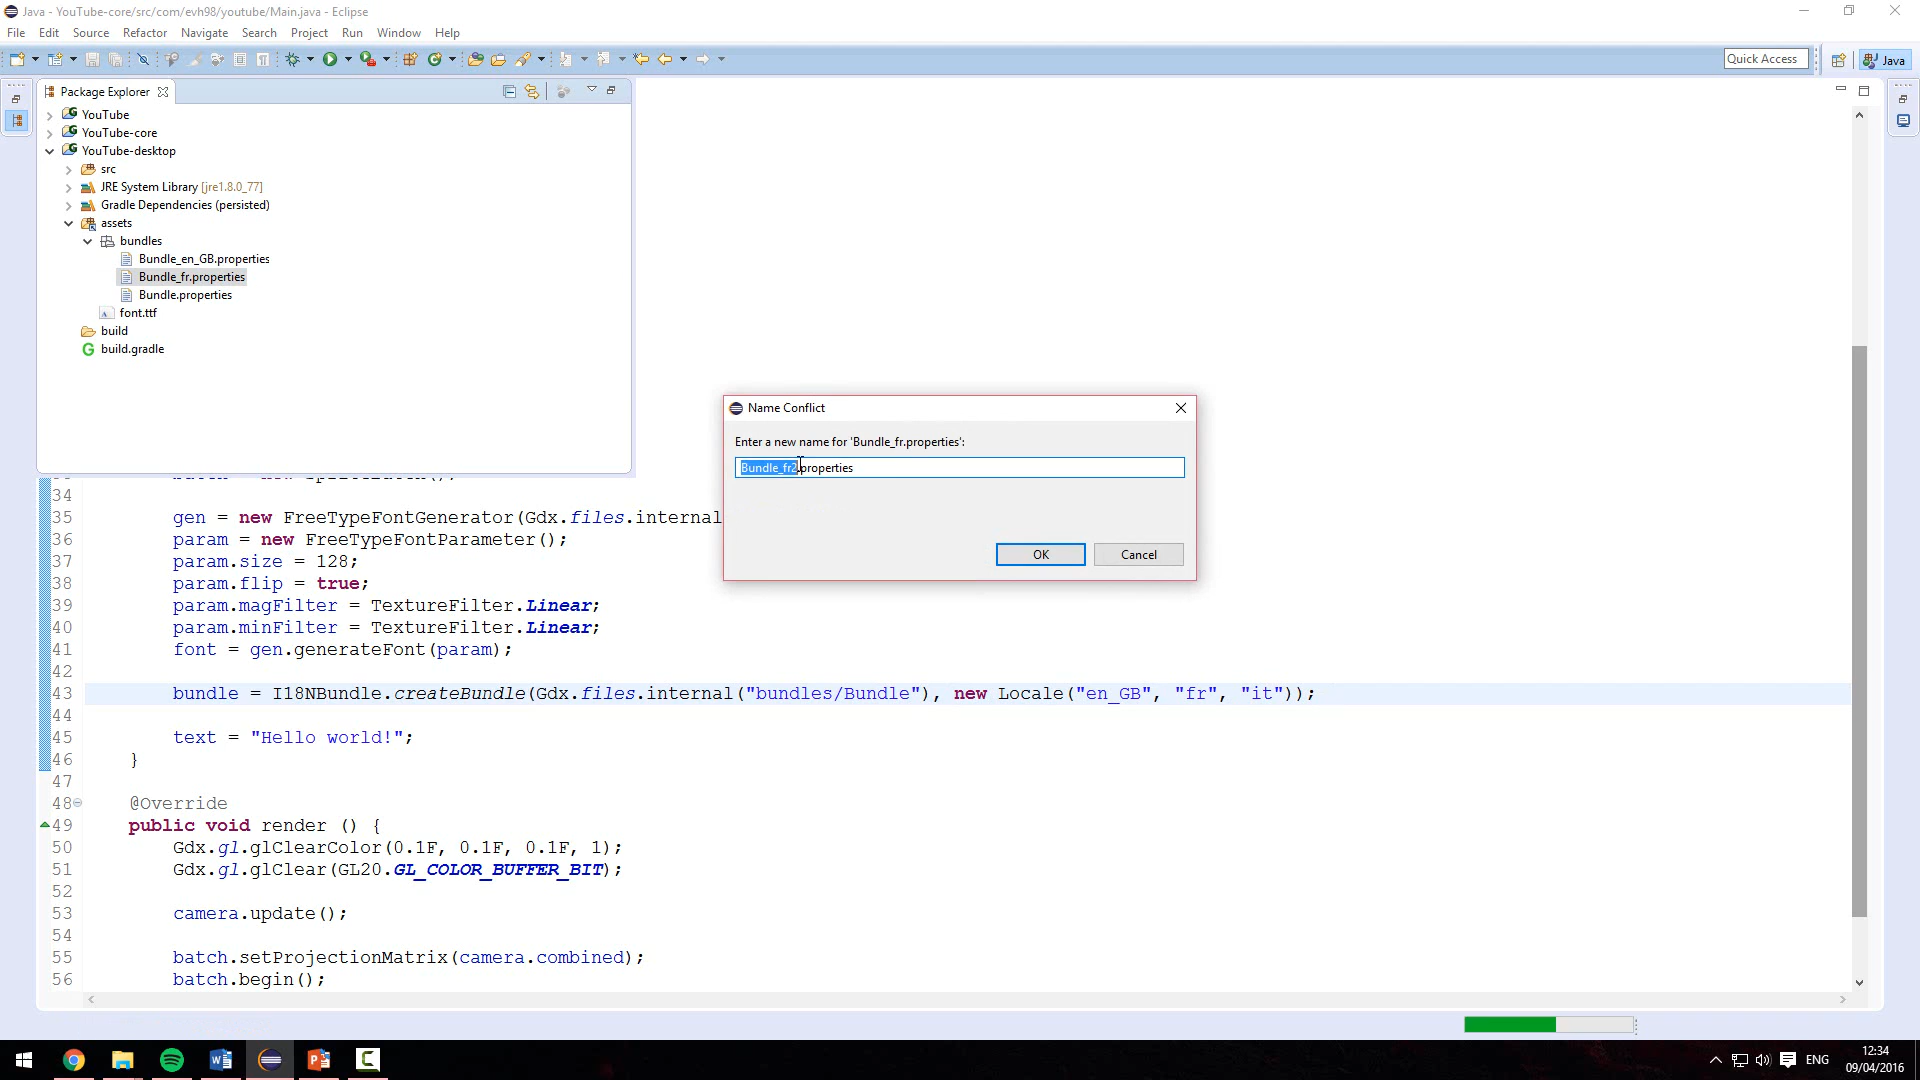 Java - YouTube-core/src/com/evh98/youtube/Main.java - Eclipse
File Edit Source Refactor Navigate Search Project Run Window Help
Quick Access
Java
Package Explorer
YouTube
YouTube-core
YouTube-desktop
src
JRE System Library [jre1.8.0_77]
Gradle Dependencies (persisted)
assets
bundles
Bundle_en_GB.properties
Bundle_fr.properties
Bundle.properties
font.ttf
build
build.gradle
Name Conflict
Enter a new name for 'Bundle_fr.properties':
Bundle_fr2.properties
OK Cancel
34
35 gen = new FreeTypeFontGenerator(Gdx.files.internal
36 param = new FreeTypeFontParameter();
37 param.size = 128;
38 param.flip = true;
39 param.magFilter = TextureFilter.Linear;
40 param.minFilter = TextureFilter.Linear;
41 font = gen.generateFont(param);
42
43 bundle = I18NBundle.createBundle(Gdx.files.internal("bundles/Bundle"), new Locale("en_GB", "fr", "it"));
44
45 text = "Hello world!";
46 }
47
48 @Override
49 public void render () {
50 Gdx.gl.glClearColor(0.1F, 0.1F, 0.1F, 1);
51 Gdx.gl.glClear(GL20.GL_COLOR_BUFFER_BIT);
52
53 camera.update();
54
55 batch.setProjectionMatrix(camera.combined);
56 batch.begin();
ENG
12:34
09/04/2016